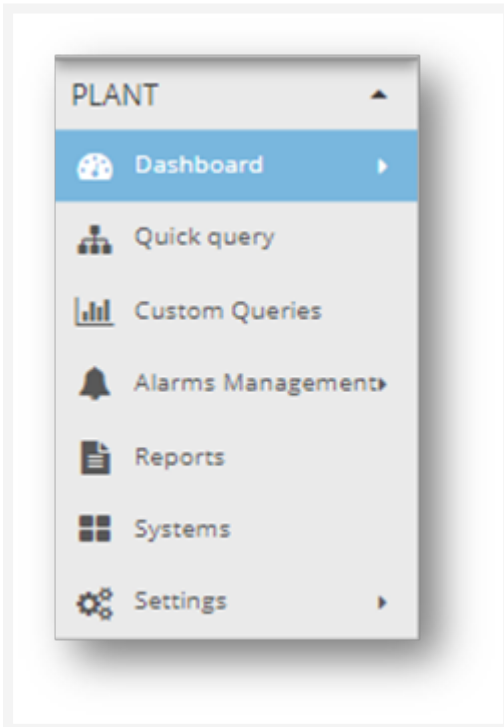 PLANT
Dashboard
Quick query
Custom Queries
Alarms Management
Reports
Systems
Settings